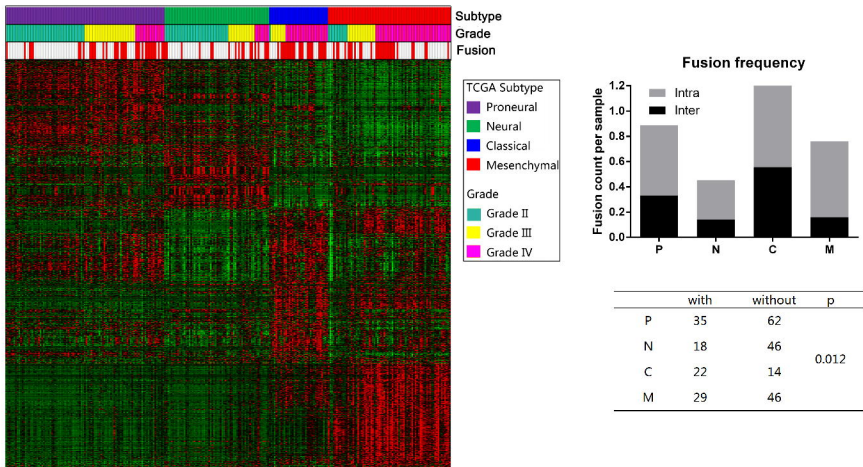 Subtype
Grade
Fusion
TCGA Subtype
Proneural
Neural
Classical
Mesenchymal
Grade
Grade II
Grade III
Grade IV
Fusion frequency
Intra
Inter
Fusion count per sample
1.2
1.0
0.8
0.6
0.4
0.2
0.0
P N C M
with without p
P 35 62
N 18 46
0.012
C 22 14
M 29 46